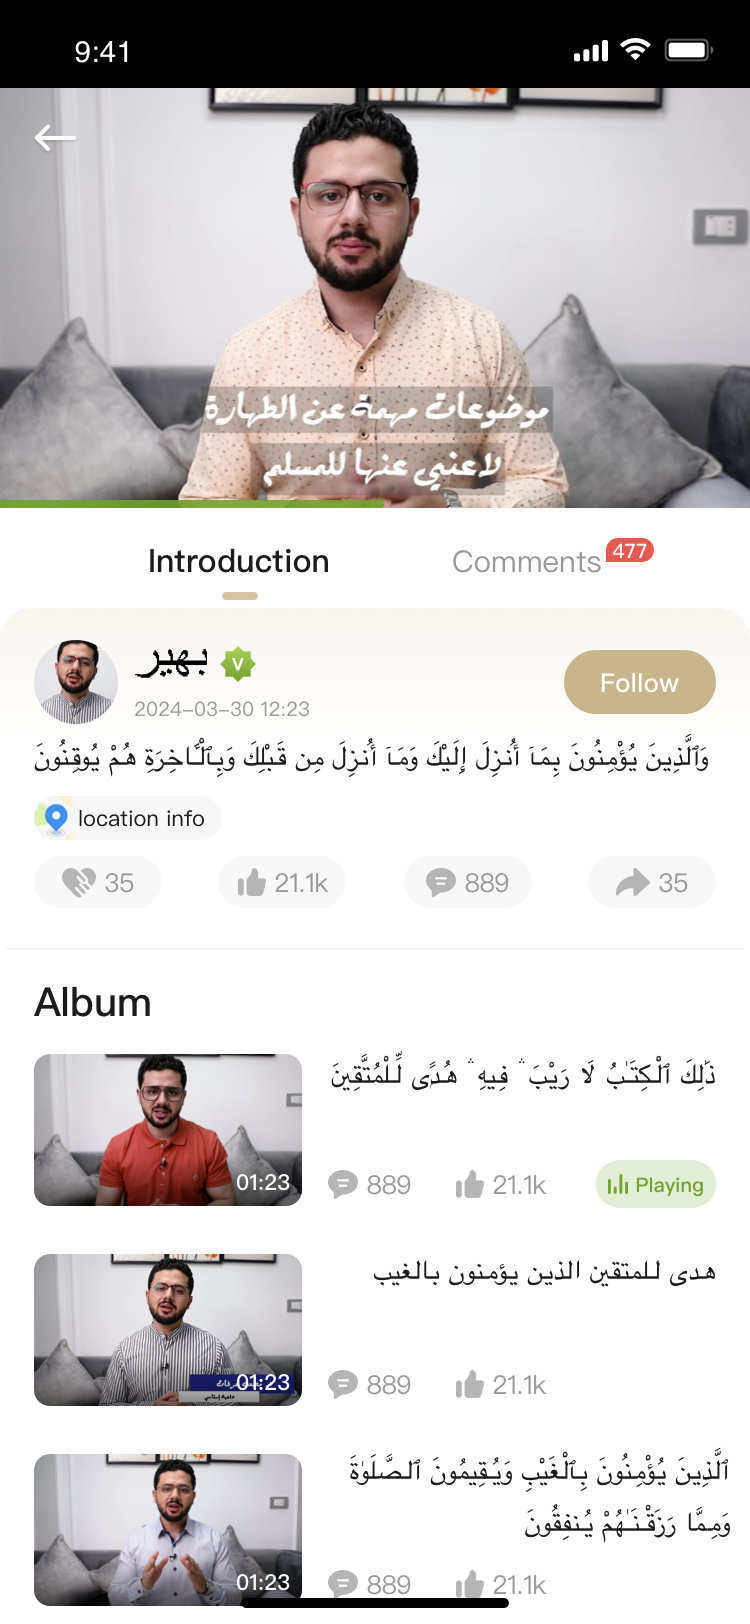 9:41
موضوعات مهمة عن الطهارة
لاغنى عنها للمسلم
Introduction
Comments 477
بهير
V
Follow
2024-03-30 12:23
وَٱلَّذِينَ يُؤْمِنُونَ بِمَآ أُنزِلَ إِلَيْكَ وَمَآ أُنزِلَ مِن قَبْلِكَ وَبِٱلْـَٔاخِرَةِ هُمْ يُوقِنُونَ
location info
35 21.1k 889 35
Album
ذَٰلِكَ ٱلْكِتَـٰبُ لَا رَيْبَ ۛ فِيهِ ۛ هُدًى لِّلْمُتَّقِينَ
01:23
889 21.1k Playing
هدى للمتقين الذين يؤمنون بالغيب
01:23
889 21.1k
ٱلَّذِينَ يُؤْمِنُونَ بِٱلْغَيْبِ وَيُقِيمُونَ ٱلصَّلَوٰةَ
وَمِمَّا رَزَقْنَـٰهُمْ يُنفِقُونَ
01:23
889 21.1k